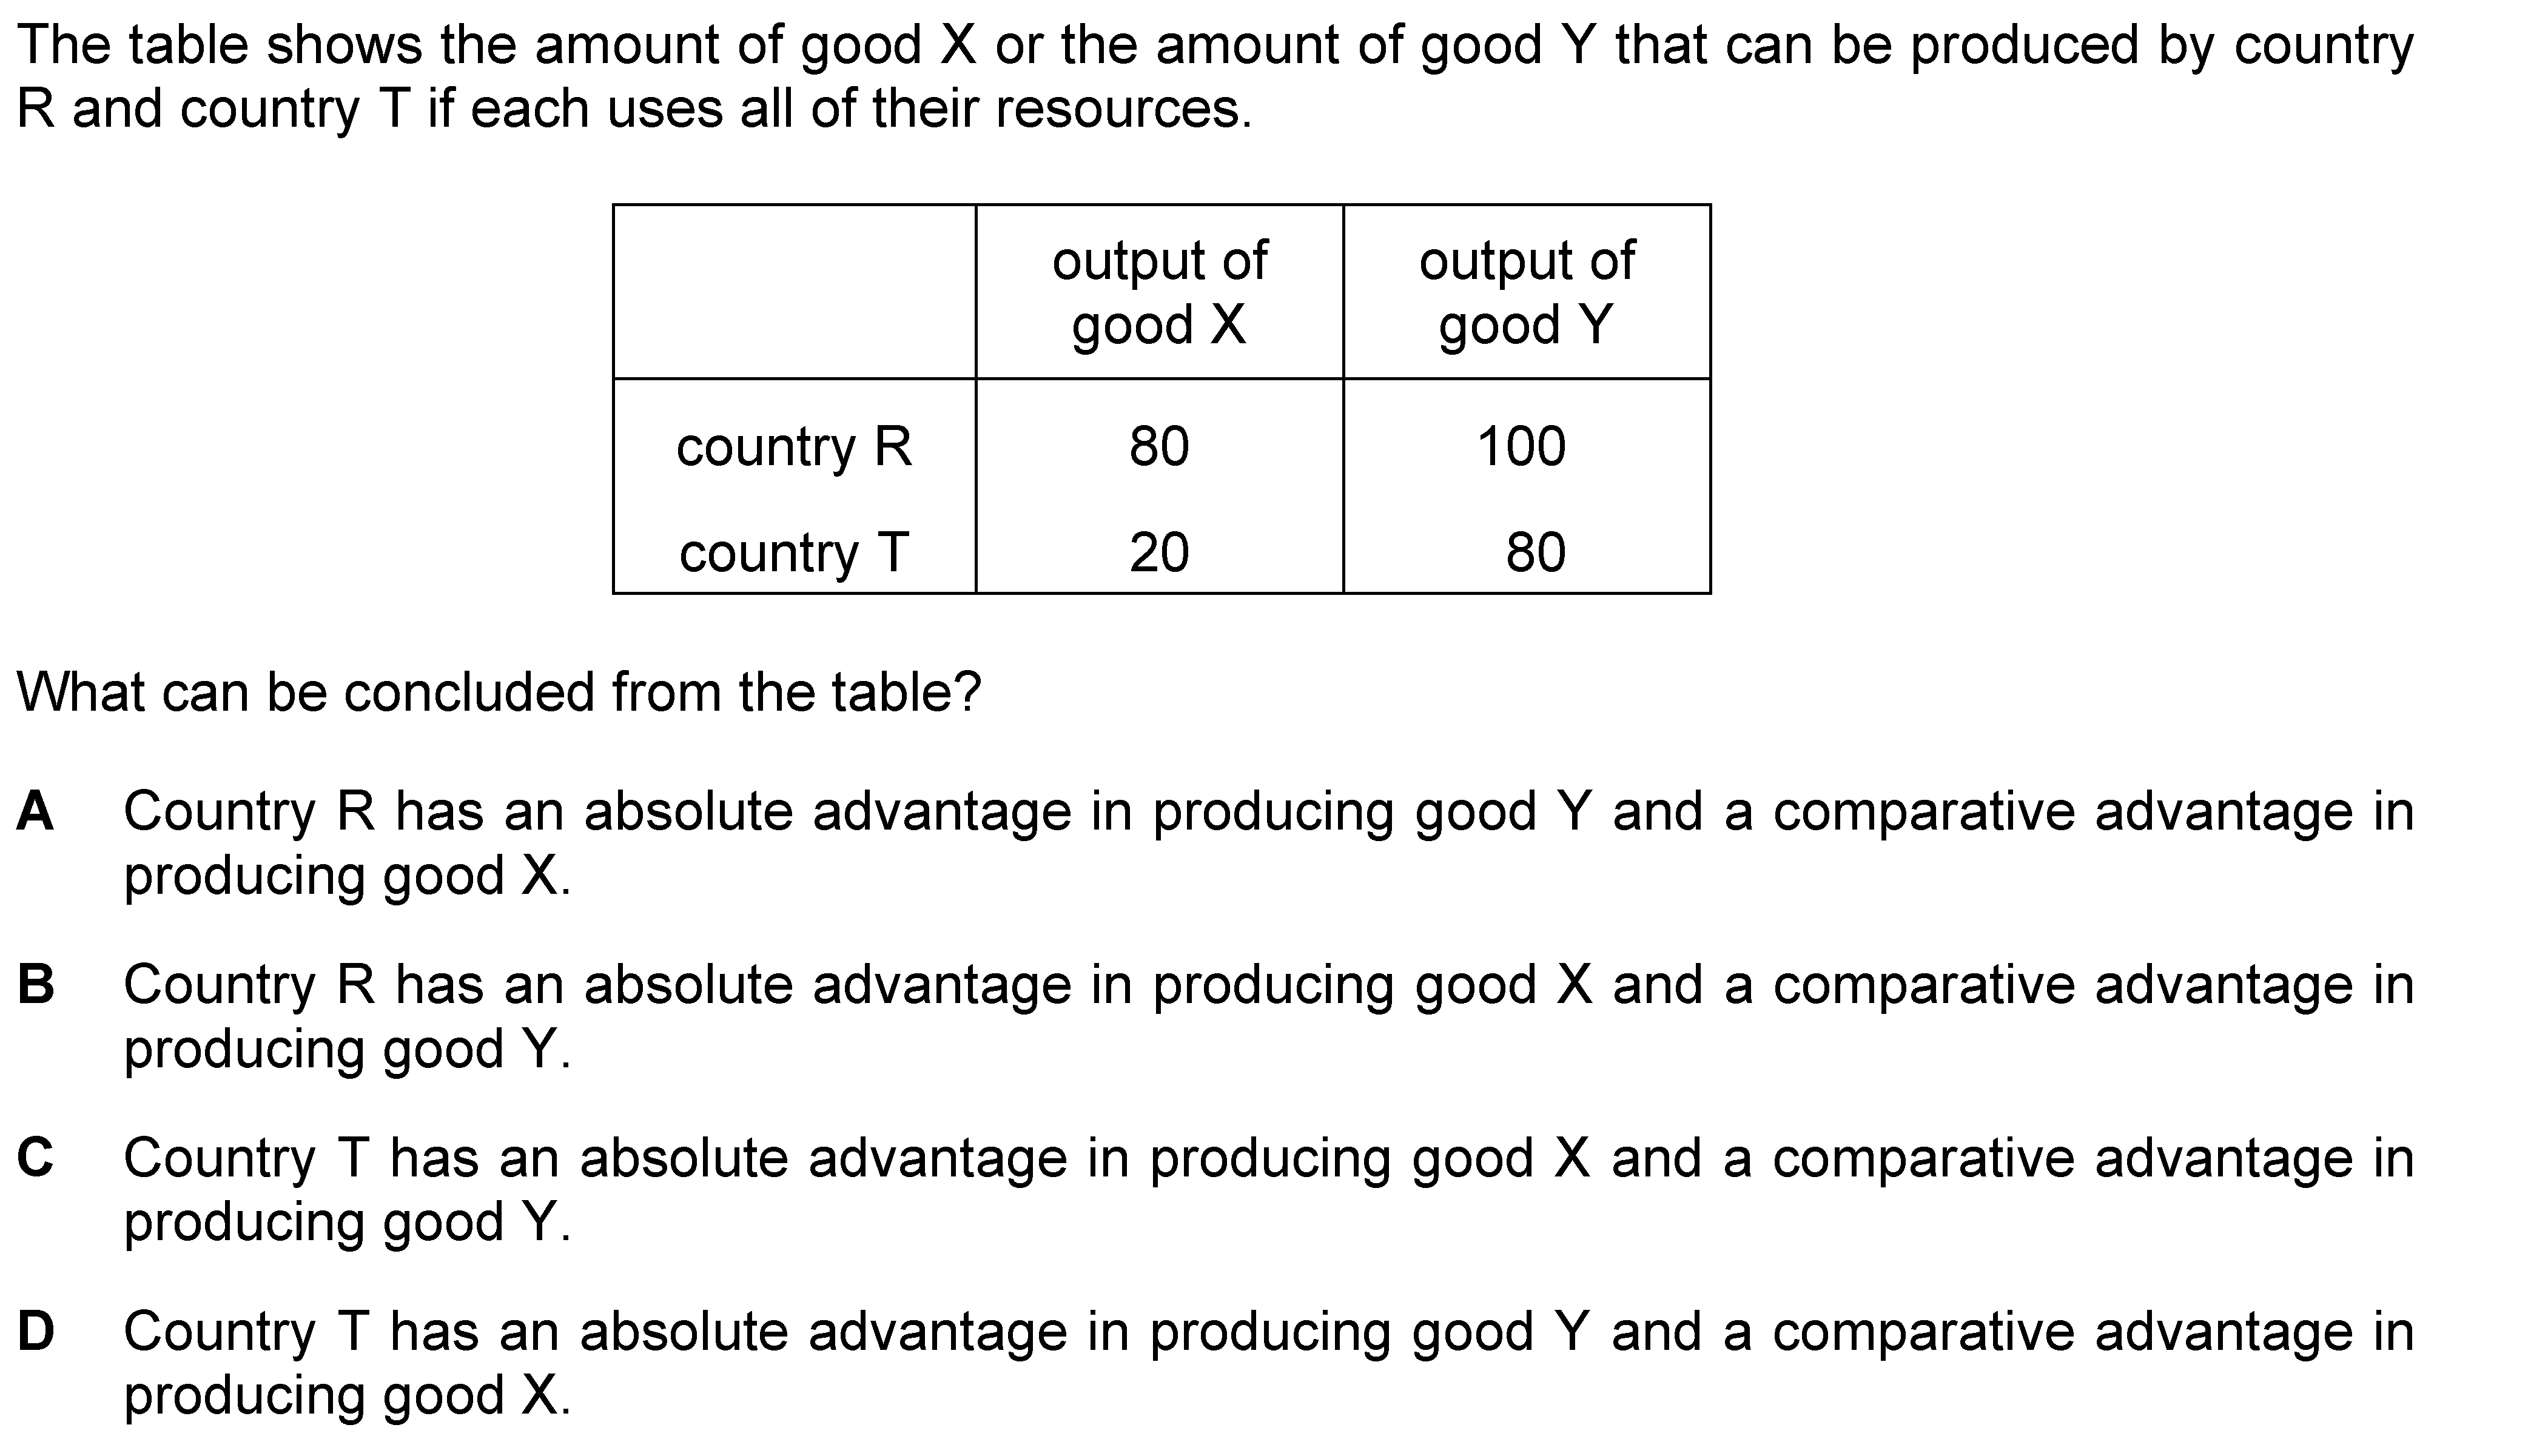 The table shows the amount of good X or the amount of good Y that can be produced by country
R and country T if each uses all of their resources.
output of output of
good X good Y
country R 80 100
country T 20 80
What can be concluded from the table?
A Country R has an absolute advantage in producing good Y and a comparative advantage in
producing good X.
B Country R has an absolute advantage in producing good X and a comparative advantage in
producing good Y.
C Country T has an absolute advantage in producing good X and a comparative advantage in
producing good Y.
D Country T has an absolute advantage in producing good Y and a comparative advantage in
producing good X.